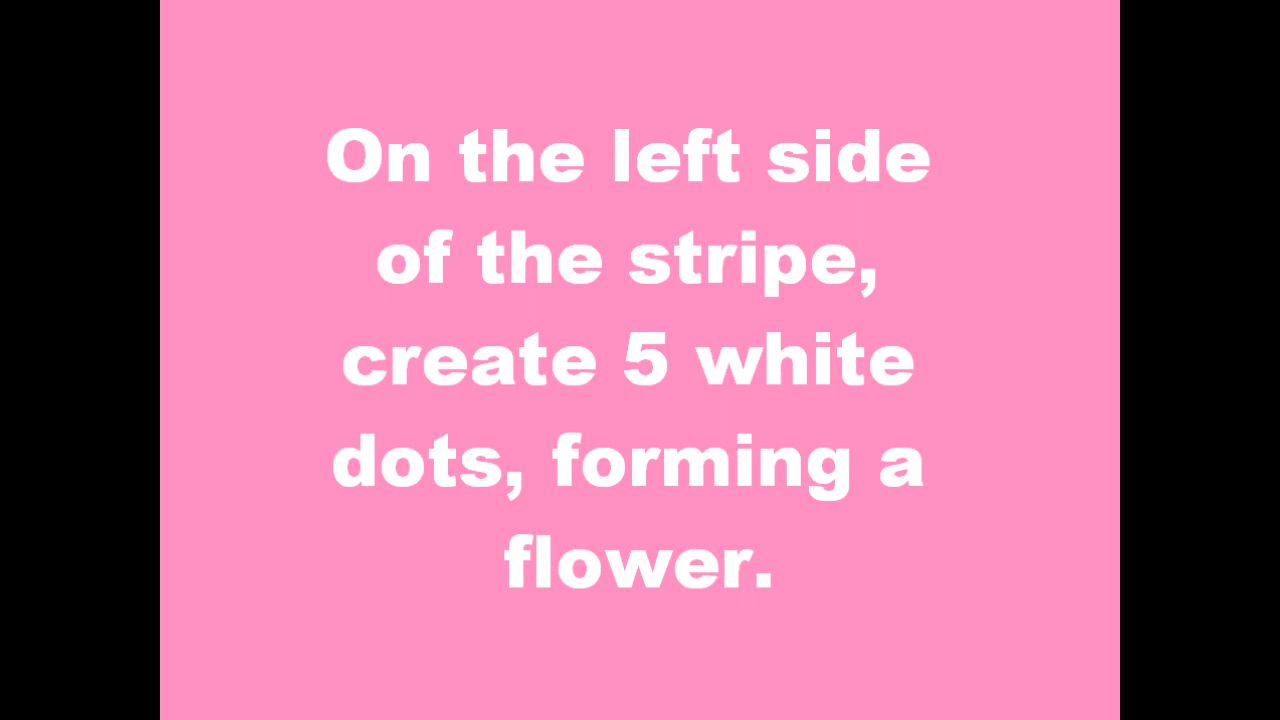 On the left side
of the stripe,
create 5 white
dots, forming a
flower.